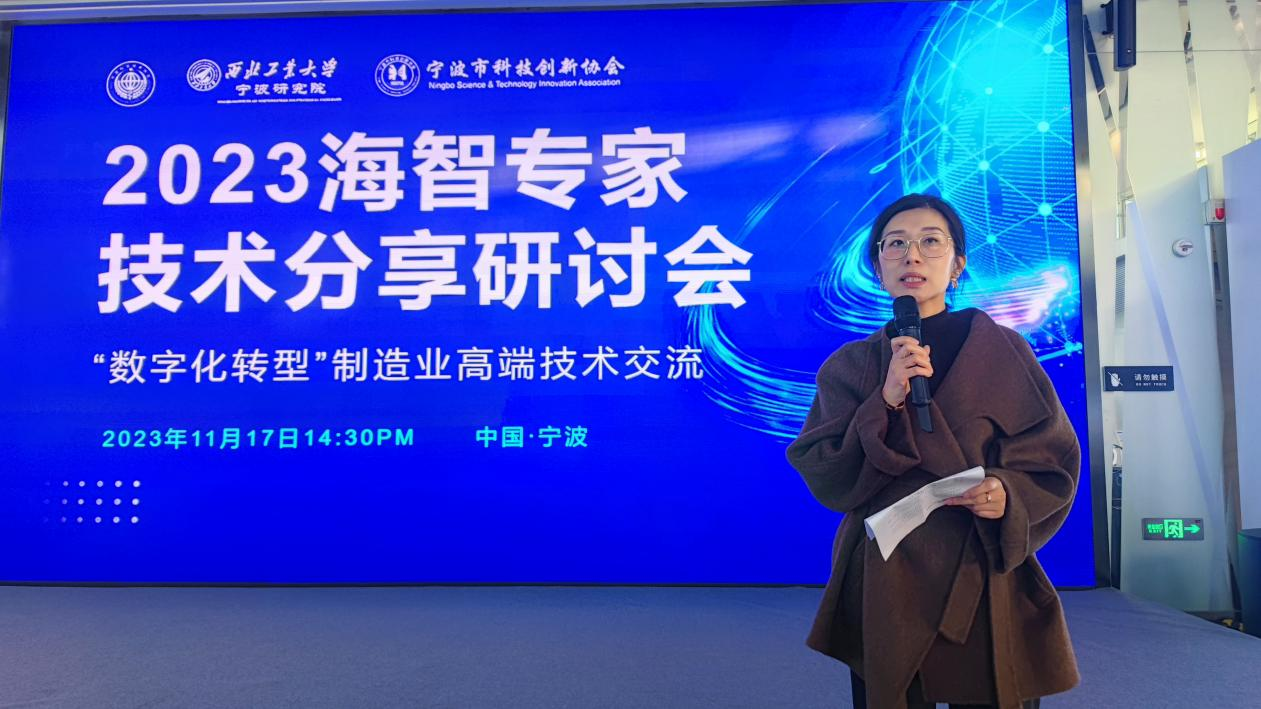 西北工业大学
宁波研究院
宁波市科技创新协会
Ningbo Science & Technology Innovation Association
2023海智专家
技术分享研讨会
“数字化转型”制造业高端技术交流
2023年11月17日14:30PM
中国·宁波
请勿触摸
DO NOT TOUCH
EXIT